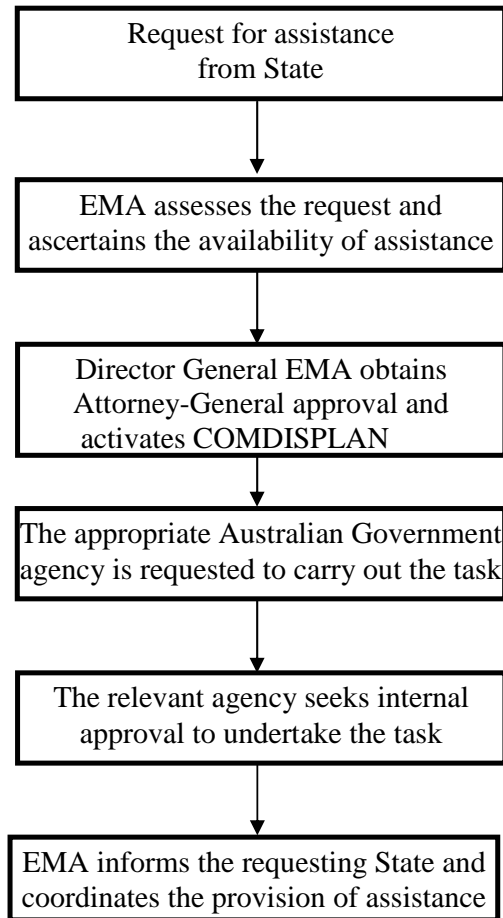 Request for assistance
from State
EMA assesses the request and
ascertains the availability of assistance
Director General EMA obtains
Attorney-General approval and
activates COMDISPLAN
The appropriate Australian Government
agency is requested to carry out the task
The relevant agency seeks internal
approval to undertake the task
EMA informs the requesting State and
coordinates the provision of assistance